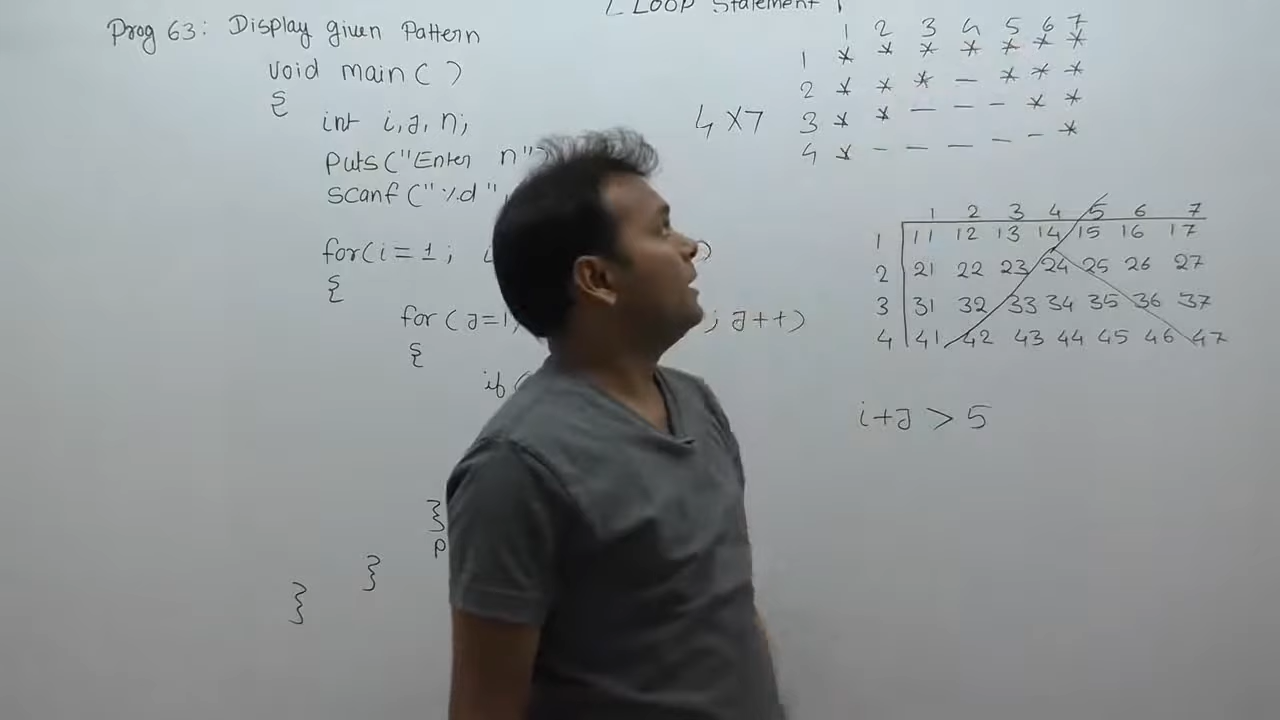 LOOP Statement
Prog 63: Display given Pattern
void main( )
{
int i, J, n;
Puts("Enter n")
Scanf("%d"
for(i=1;
{
for(J=1; ; J++)
{
if(
}
P
}
}
1 2 3 4 5 6 7
1 * * * * * * *
2 * * * - * * *
3 * * - - - * *
4 * - - - - - *
4 X 7
1 2 3 4 5 6 7
1 11 12 13 14 15 16 17
2 21 22 23 24 25 26 27
3 31 32 33 34 35 36 37
4 41 42 43 44 45 46 47
i+J > 5